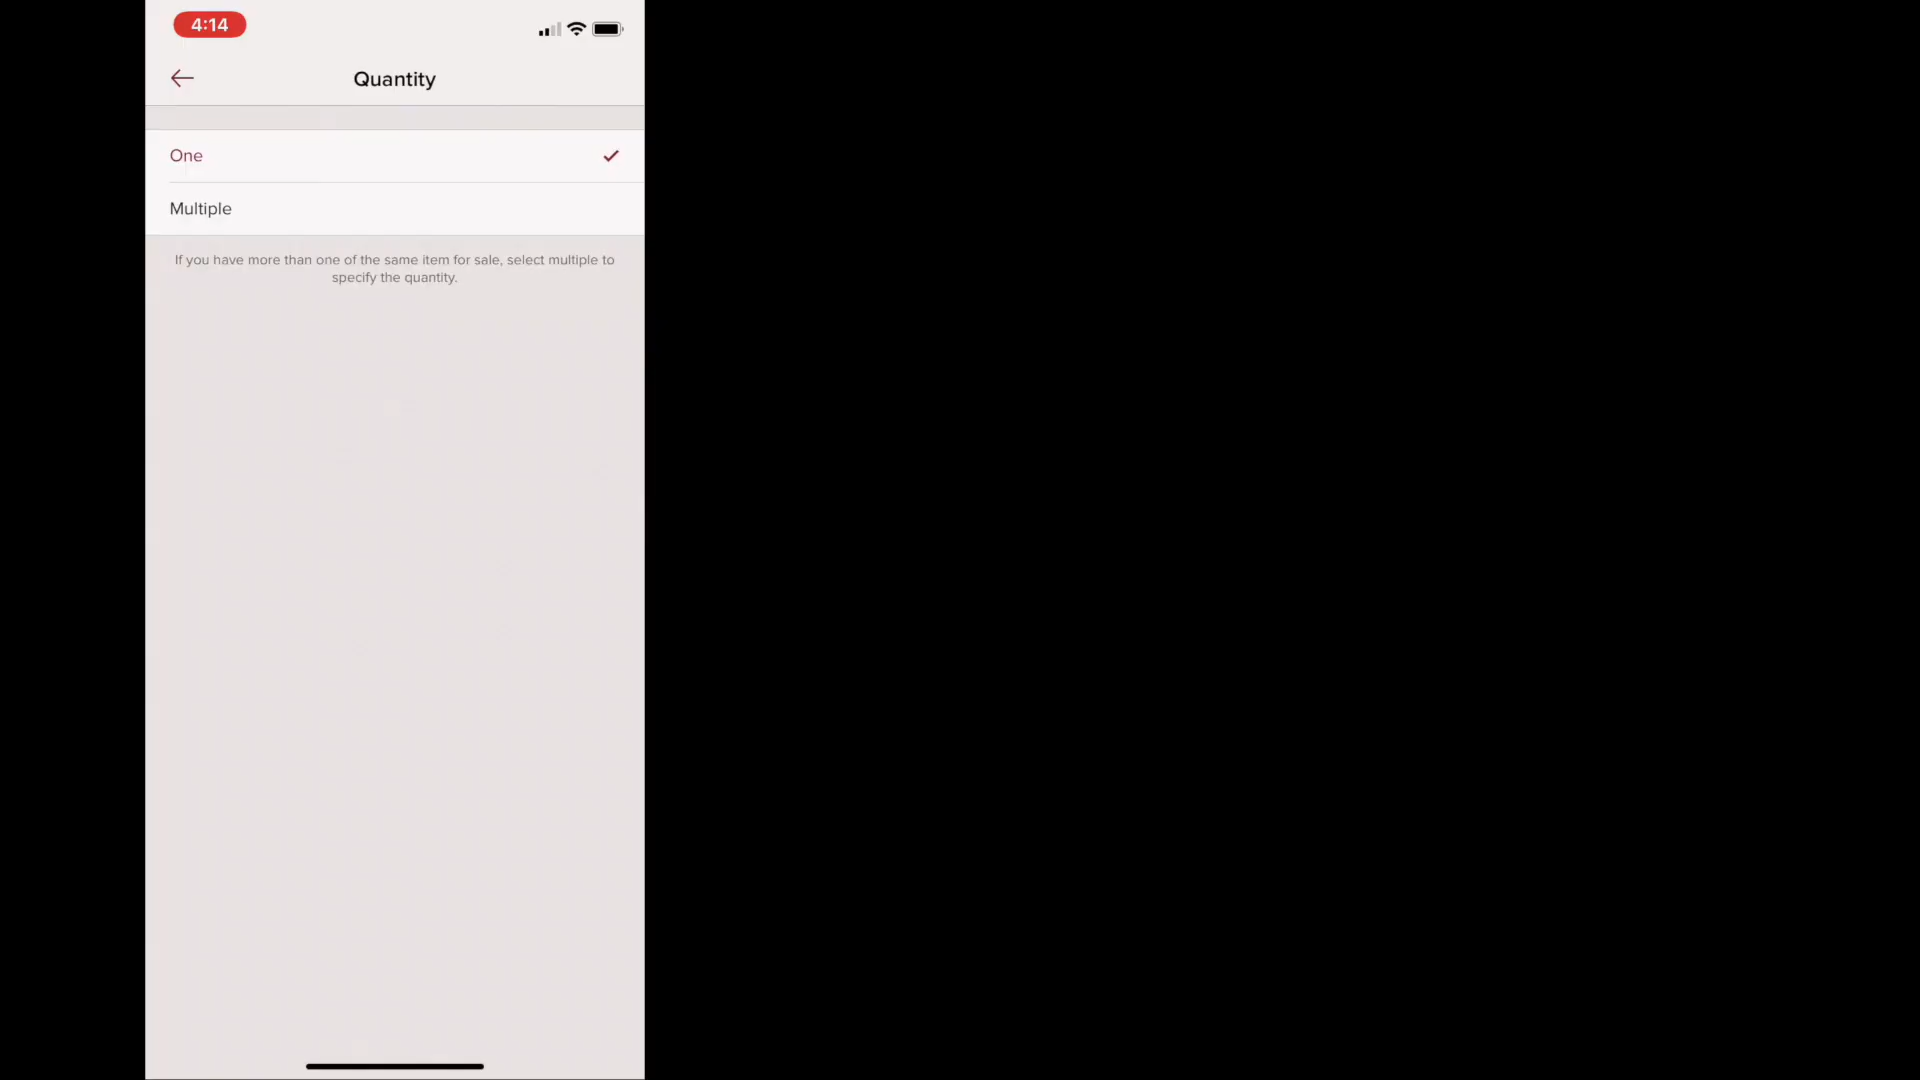 4:14
Quantity
One
Multiple
If you have more than one of the same item for sale, select multiple to
specify the quantity.